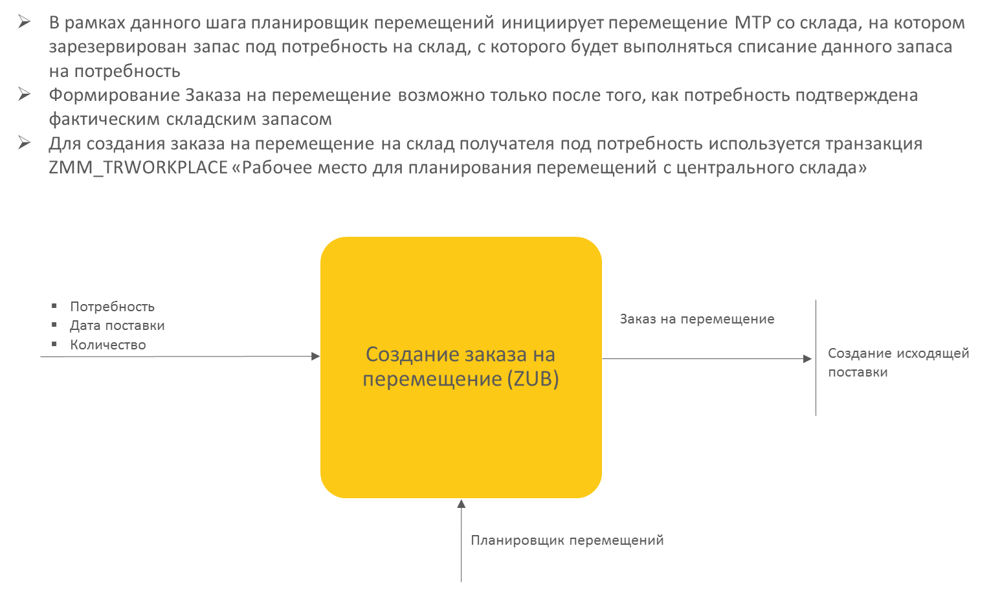 В рамках данного шага планировщик перемещений инициирует перемещение МТР со склада, на котором
зарезервирован запас под потребность на склад, с которого будет выполняться списание данного запаса
на потребность
Формирование Заказа на перемещение возможно только после того, как потребность подтверждена
фактическим складским запасом
Для создания заказа на перемещение на склад получателя под потребность используется транзакция
ZMM_TRWORKPLACE «Рабочее место для планирования перемещений с центрального склада»
Потребность
Дата поставки
Количество
Создание заказа на
перемещение (ZUB)
Заказ на перемещение
Создание исходящей
поставки
Планировщик перемещений